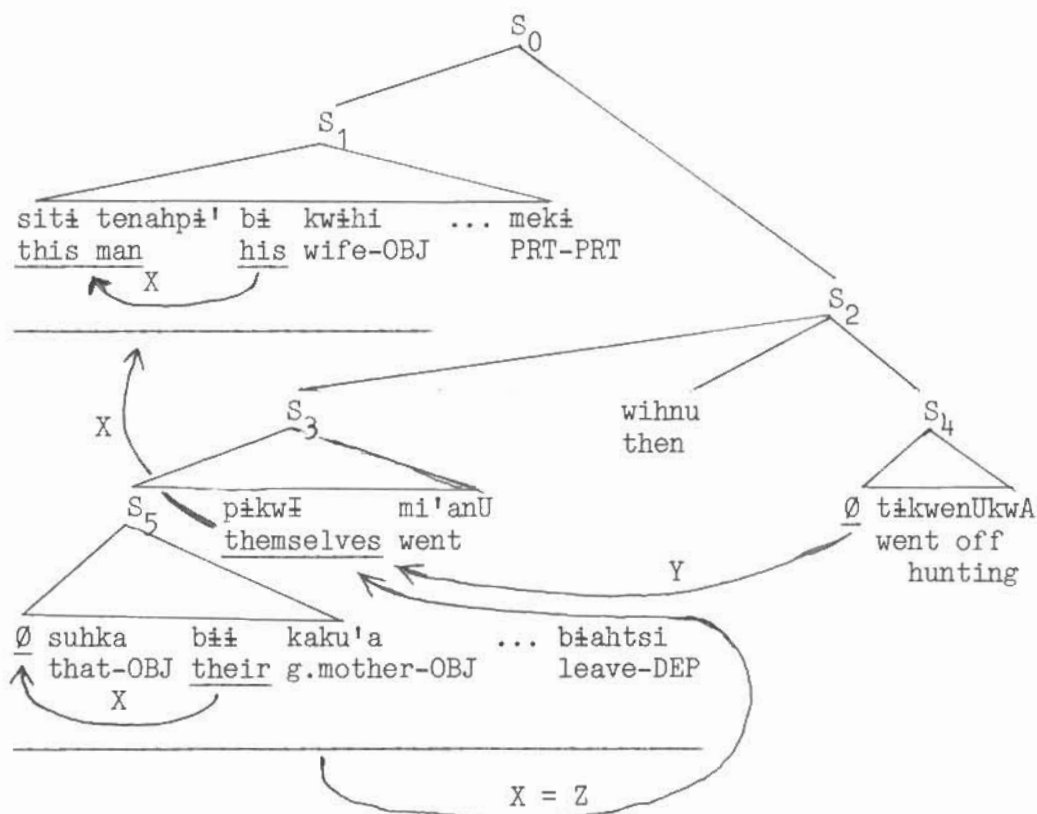 S0
S1
sitɨ tenahpɨ' bɨ kwɨhi ... mekɨ
this man his wife-OBJ PRT-PRT
X
S2
X
S3
wihnu
then
S4
S5
pɨkwɨ mi'anU
themselves went
Ø tɨkwenUkwA
went off
hunting
Y
Ø suhka bɨɨ kaku'a ... bɨahtsi
that-OBJ their g.mother-OBJ leave-DEP
X
X = Z